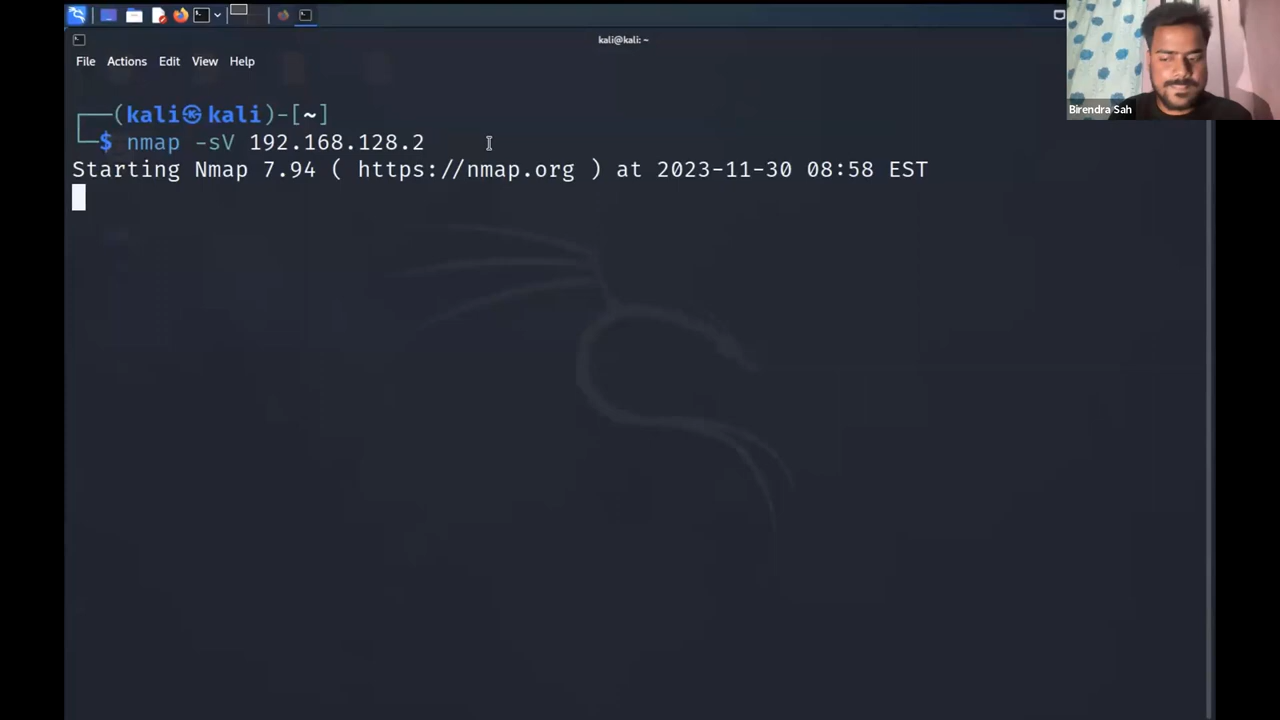 kali@kali: ~
Birendra Sah
File Actions Edit View Help
┌──(kali㉿kali)-[~]
└─$ nmap -sV 192.168.128.2
Starting Nmap 7.94 ( https://nmap.org ) at 2023-11-30 08:58 EST